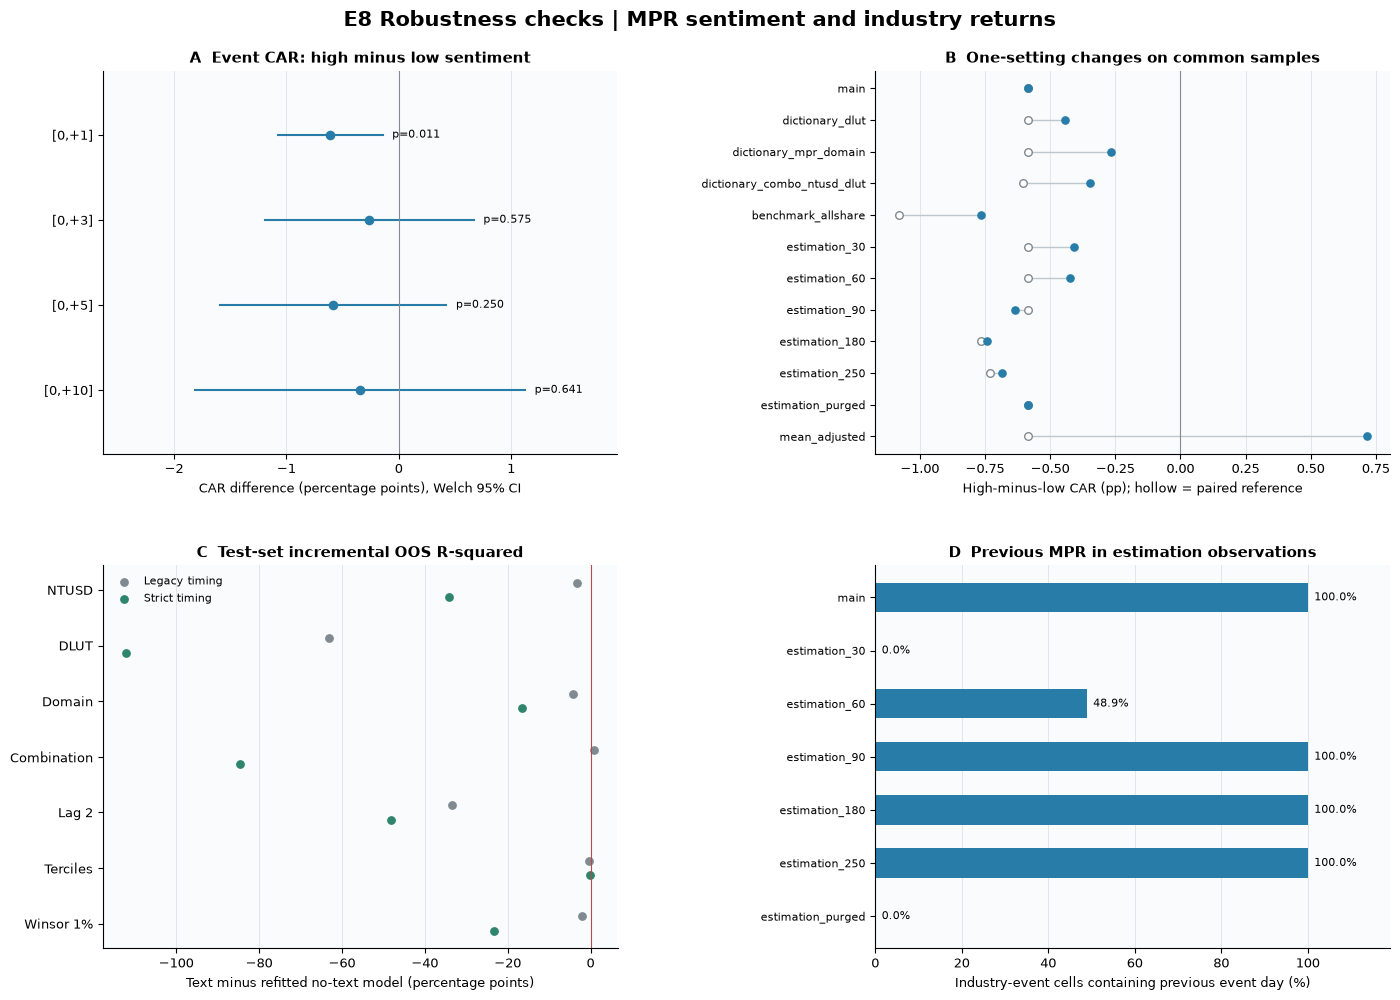 E8 Robustness checks | MPR sentiment and industry returns
A  Event CAR: high minus low sentiment
[0,+1]
p=0.011
[0,+3]
p=0.575
[0,+5]
p=0.250
[0,+10]
p=0.641
−2
−1
0
1
CAR difference (percentage points), Welch 95% CI
B  One-setting changes on common samples
main
dictionary_dlut
dictionary_mpr_domain
dictionary_combo_ntusd_dlut
benchmark_allshare
estimation_30
estimation_60
estimation_90
estimation_180
estimation_250
estimation_purged
mean_adjusted
−1.00
−0.75
−0.50
−0.25
0.00
0.25
0.50
0.75
High-minus-low CAR (pp); hollow = paired reference
C  Test-set incremental OOS R-squared
Legacy timing
Strict timing
NTUSD
DLUT
Domain
Combination
Lag 2
Terciles
Winsor 1%
−100
−80
−60
−40
−20
0
Text minus refitted no-text model (percentage points)
D  Previous MPR in estimation observations
main
100.0%
estimation_30
0.0%
estimation_60
48.9%
estimation_90
100.0%
estimation_180
100.0%
estimation_250
100.0%
estimation_purged
0.0%
0
20
40
60
80
100
Industry-event cells containing previous event day (%)